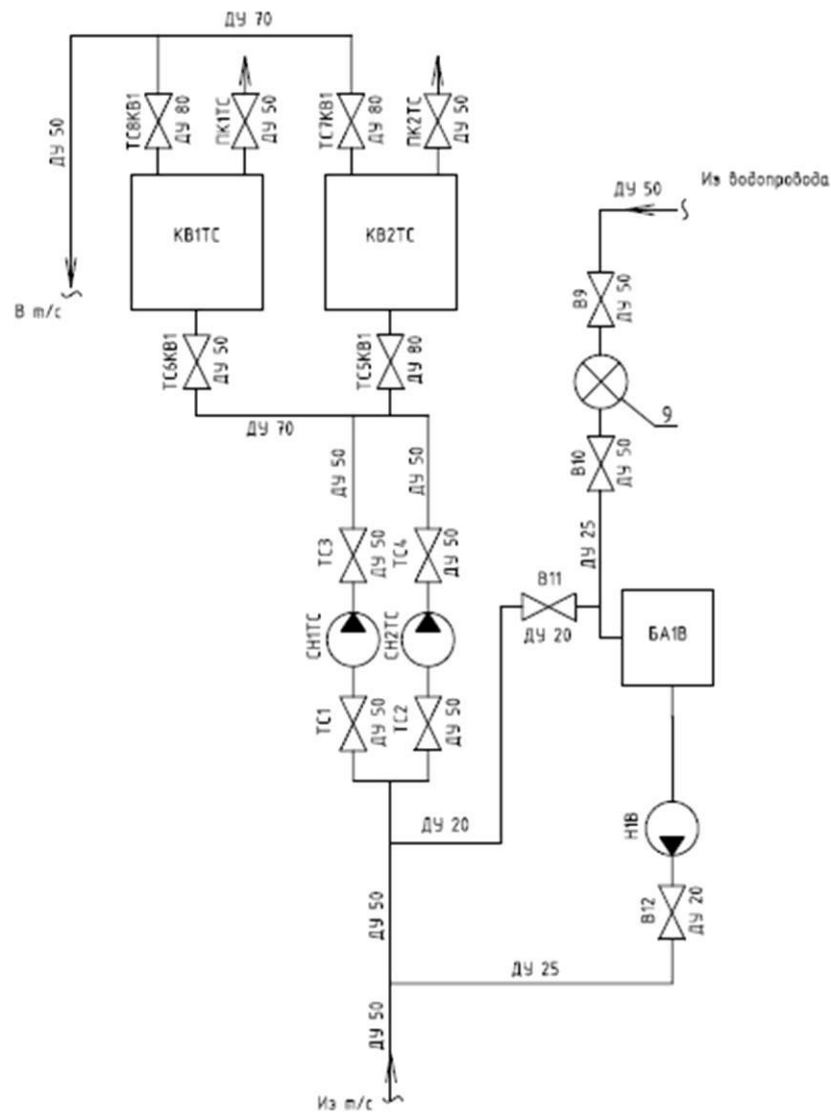 ДУ 70
ДУ 50
ТС8КВ1
ДУ 80
ПК1ТС
ДУ 50
ТС7КВ1
ДУ 80
ПК2ТС
ДУ 50
Из водопровода
ДУ 50
КВ1ТС
КВ2ТС
В т/с
В9
ДУ 50
ТС6КВ1
ДУ 50
ТС5КВ1
ДУ 80
9
ДУ 70
В10
ДУ 50
ДУ 50
ДУ 50
ДУ 25
ТС3
ДУ 50
ТС4
ДУ 50
В11
ДУ 20
СН1ТС
СН2ТС
БА1В
ТС1
ДУ 50
ТС2
ДУ 50
ДУ 20
Н1В
ДУ 50
В12
ДУ 20
ДУ 25
ДУ 50
Из т/с